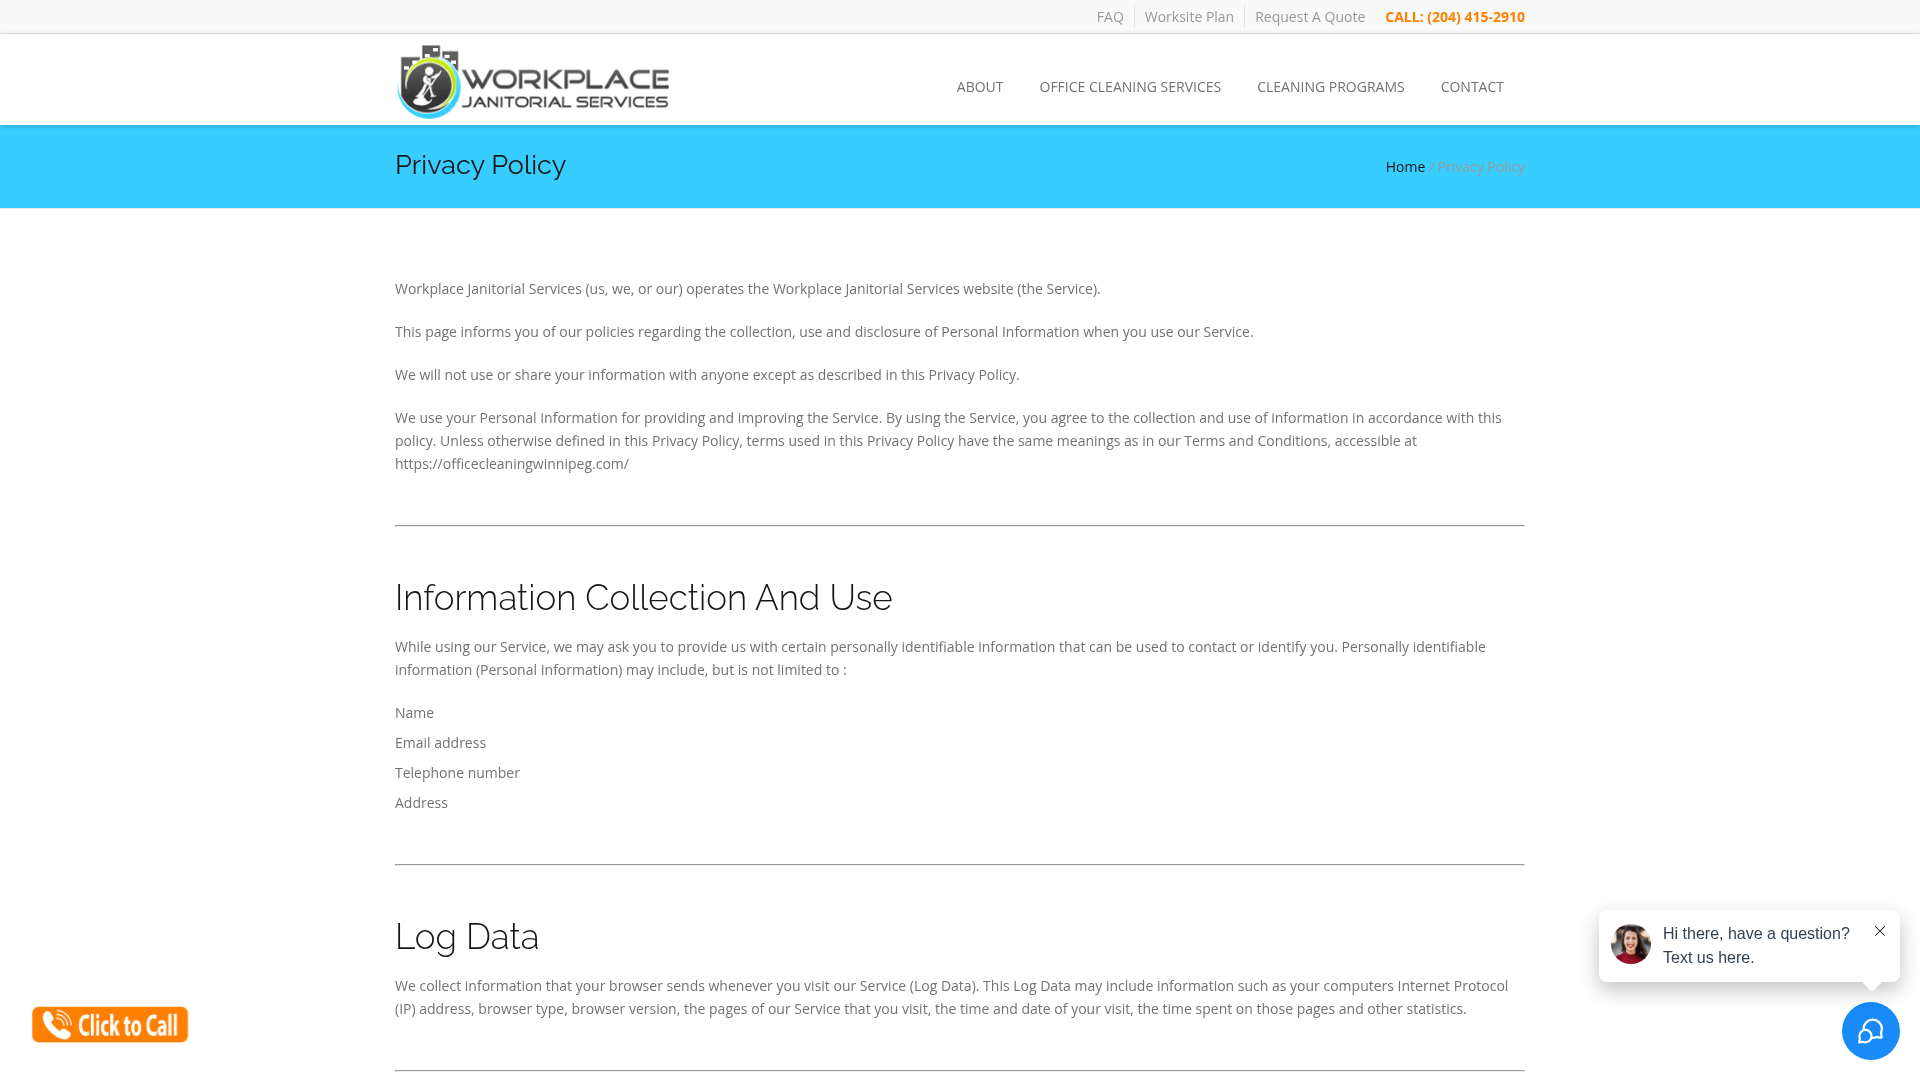 FAQ
Worksite Plan
Request A Quote
CALL: (204) 415-2910
WORKPLACE
JANITORIAL SERVICES
ABOUT
OFFICE CLEANING SERVICES
CLEANING PROGRAMS
CONTACT
Privacy Policy
Home / Privacy Policy
Workplace Janitorial Services (us, we, or our) operates the Workplace Janitorial Services website (the Service).
This page informs you of our policies regarding the collection, use and disclosure of Personal Information when you use our Service.
We will not use or share your information with anyone except as described in this Privacy Policy.
We use your Personal Information for providing and improving the Service. By using the Service, you agree to the collection and use of information in accordance with this
policy. Unless otherwise defined in this Privacy Policy, terms used in this Privacy Policy have the same meanings as in our Terms and Conditions, accessible at
https://officecleaningwinnipeg.com/
Information Collection And Use
While using our Service, we may ask you to provide us with certain personally identifiable information that can be used to contact or identify you. Personally identifiable
information (Personal Information) may include, but is not limited to :
Name
Email address
Telephone number
Address
Log Data
We collect information that your browser sends whenever you visit our Service (Log Data). This Log Data may include information such as your computers Internet Protocol
(IP) address, browser type, browser version, the pages of our Service that you visit, the time and date of your visit, the time spent on those pages and other statistics.
Hi there, have a question?
Text us here.
Click to Call